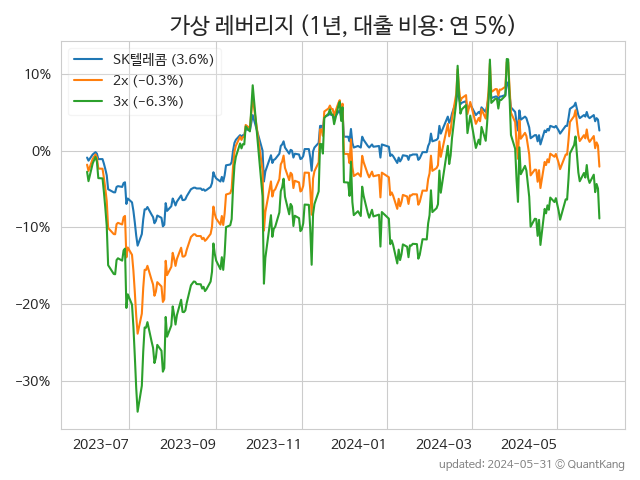 가상 레버리지 (1년, 대출 비용: 연 5%)
SK텔레콤 (3.6%)
2x (−0.3%)
3x (−6.3%)
10%
0%
−10%
−20%
−30%
2023-07 2023-09 2023-11 2024-01 2024-03 2024-05
updated: 2024-05-31 © QuantKang